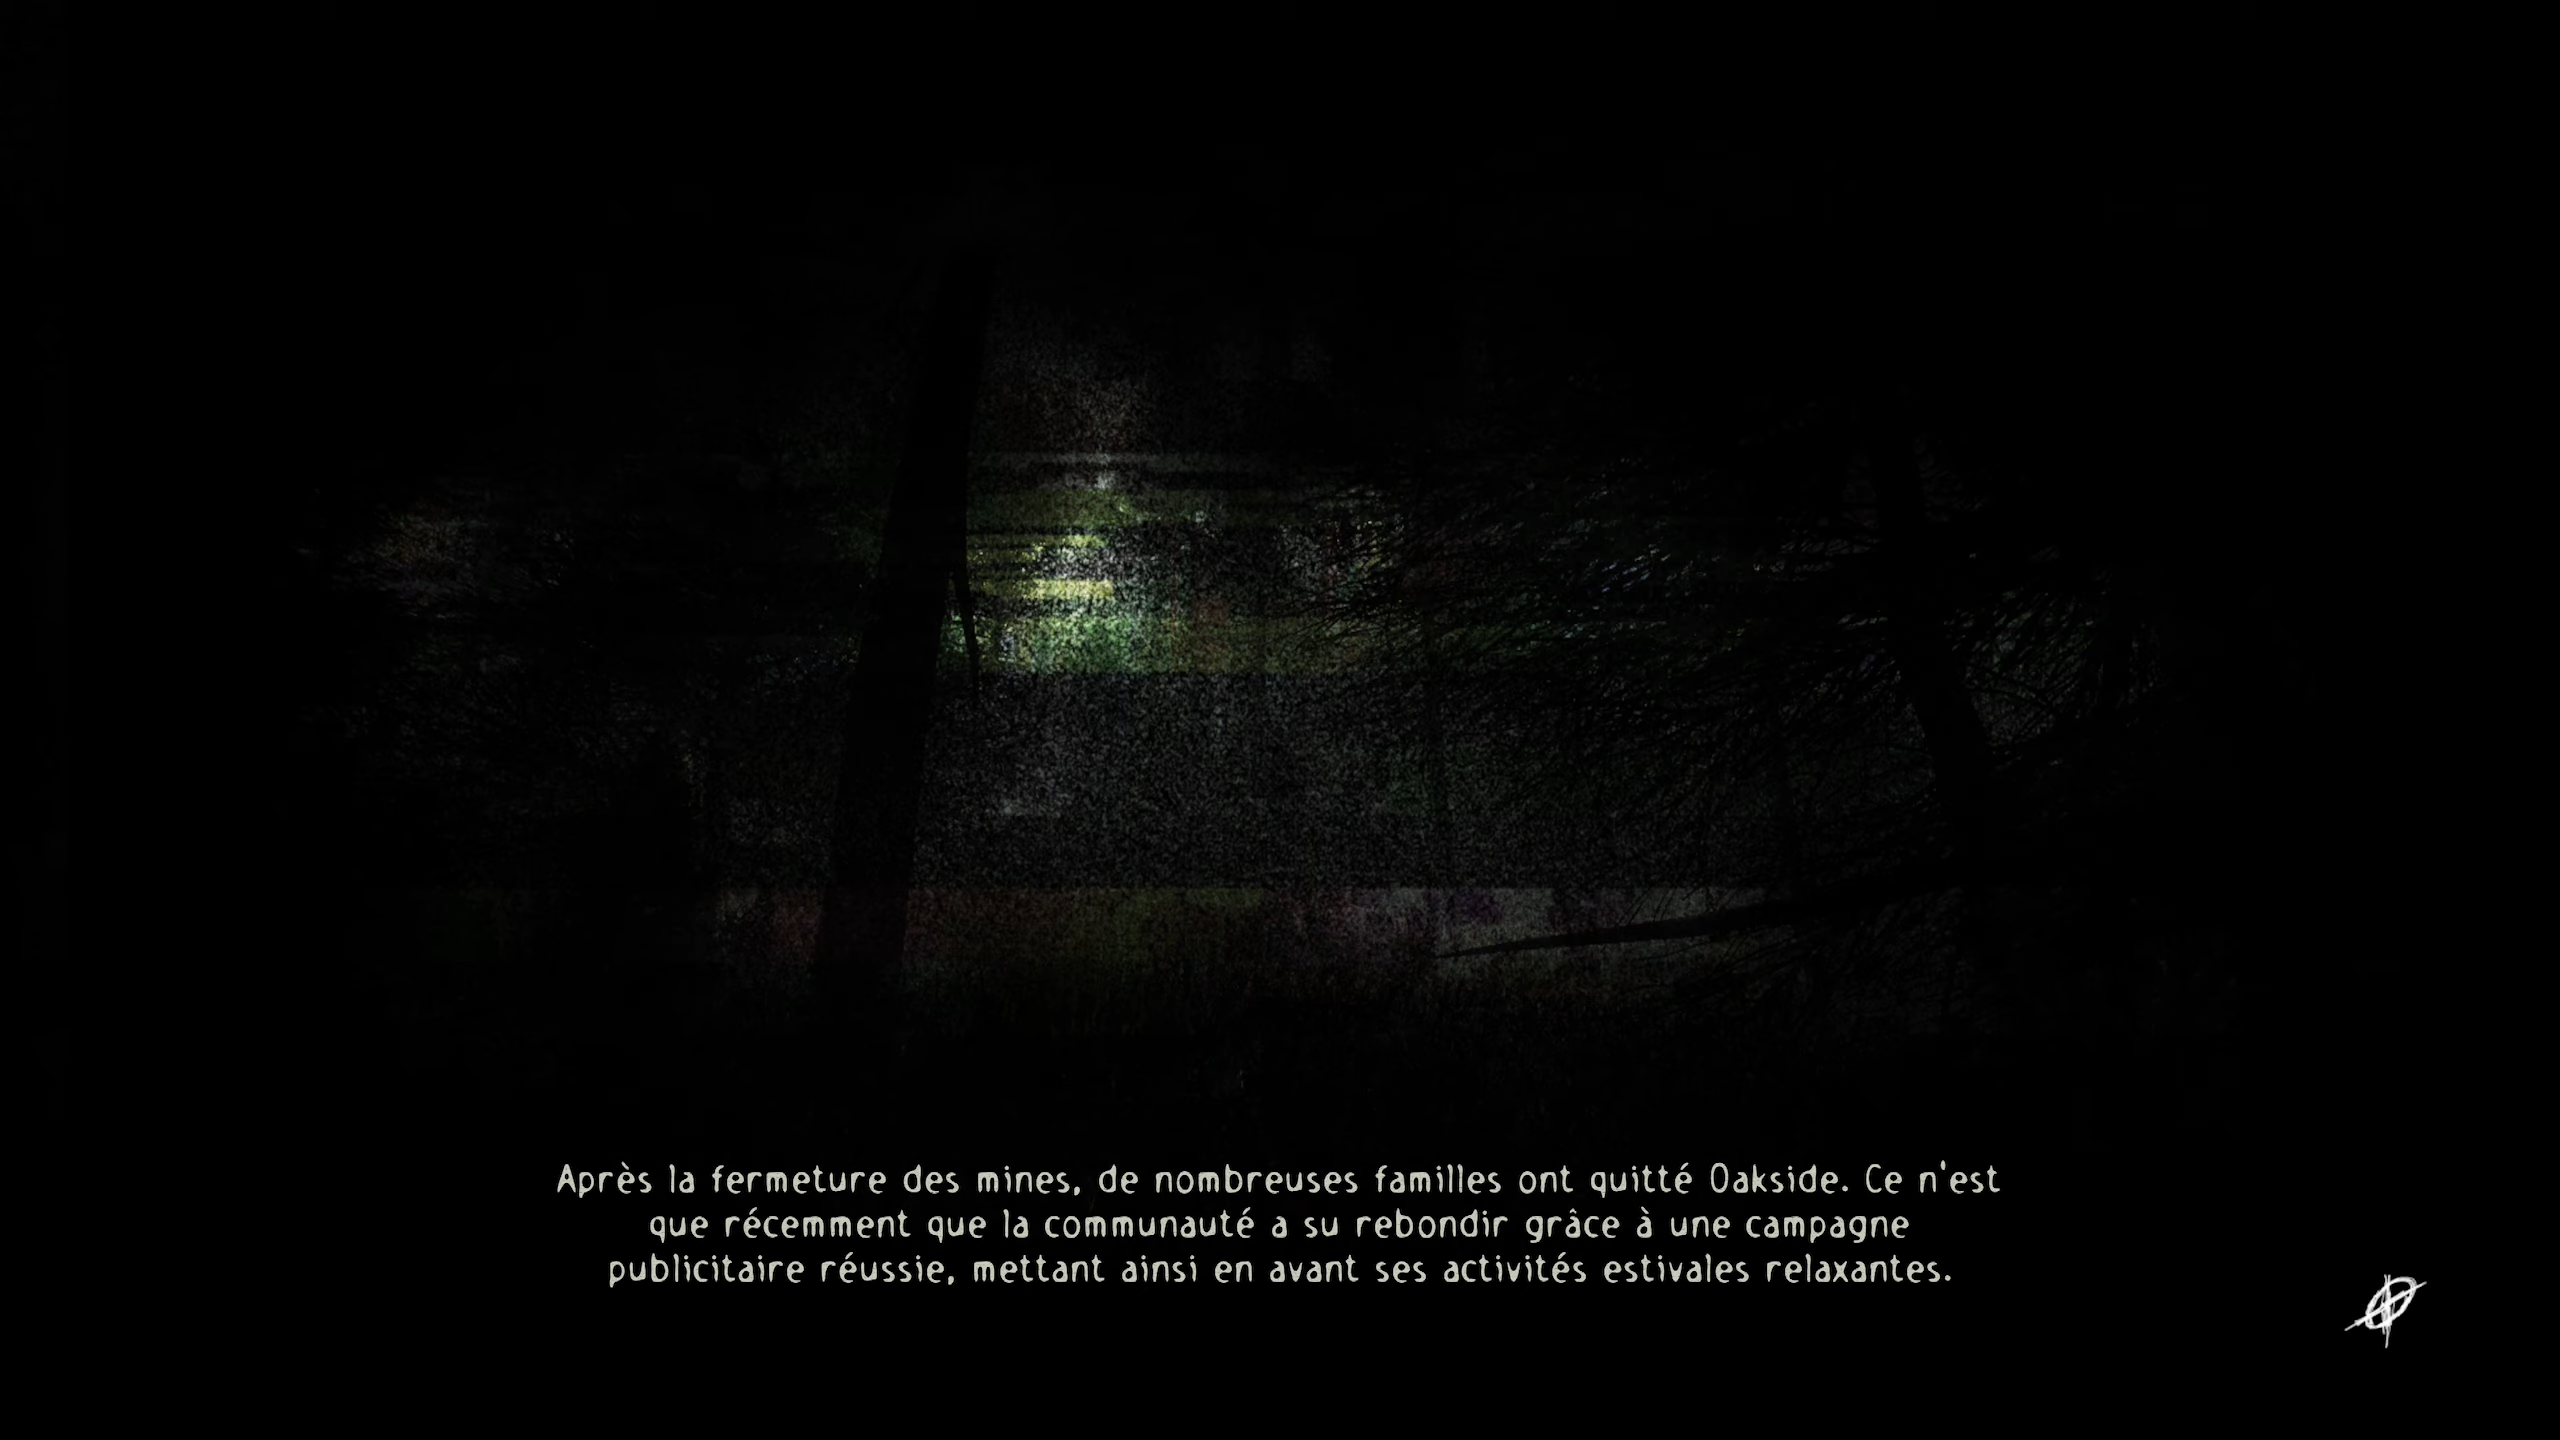 Après la fermeture des mines, de nombreuses familles ont quitté Oakside. Ce n'est
que récemment que la communauté a su rebondir grâce à une campagne
publicitaire réussie, mettant ainsi en avant ses activités estivales relaxantes.